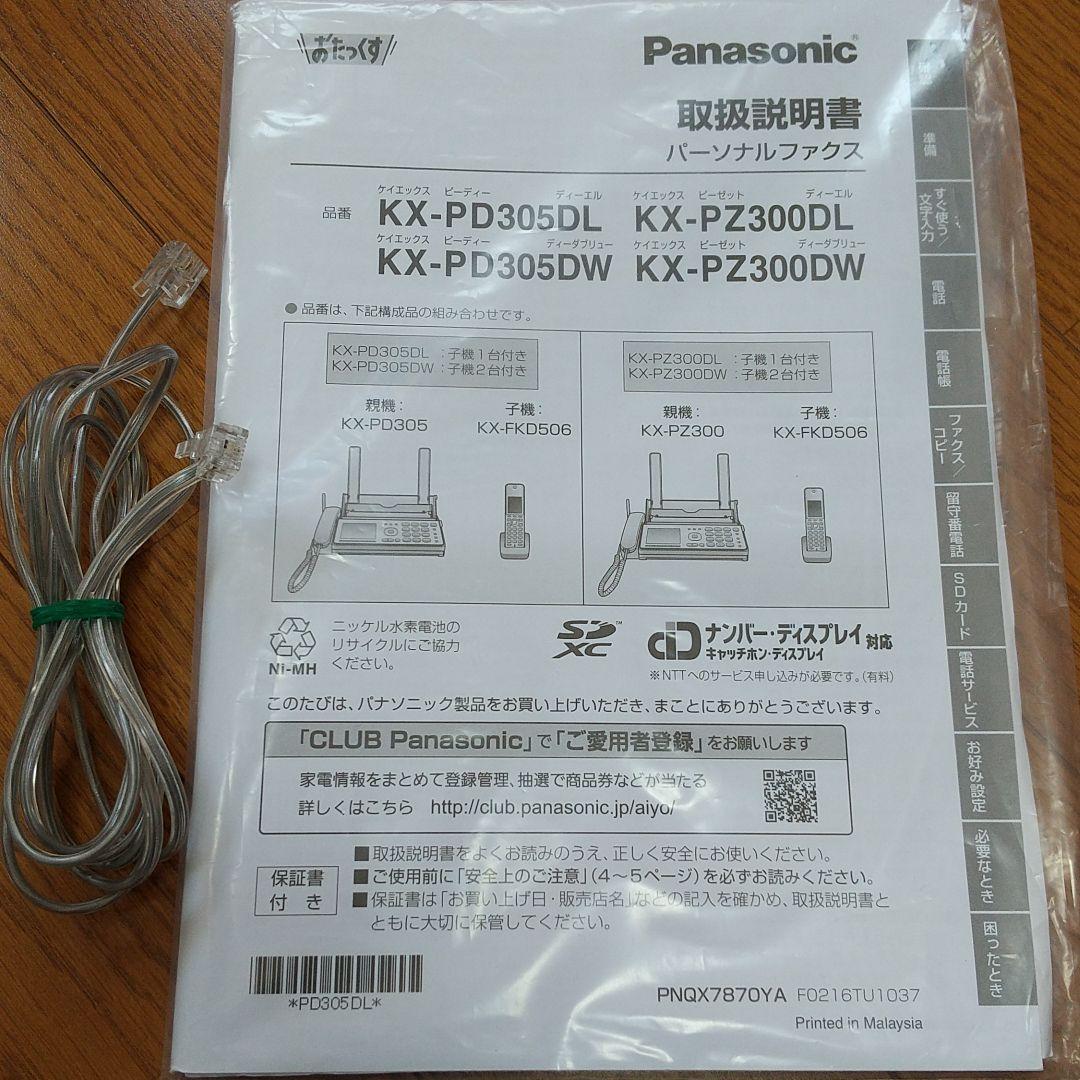 おたっくす
Panasonic®
取扱説明書
パーソナルファクス
ケイエックス ピーディー ディーエル ケイエックス ピーゼット ディーエル
品番 KX-PD305DL KX-PZ300DL
ケイエックス ピーディー ディーダブリュー ケイエックス ピーゼット ディーダブリュー
KX-PD305DW KX-PZ300DW
●品番は、下記構成品の組み合わせです。
KX-PD305DL :子機1台付き
KX-PD305DW :子機2台付き
親機: 子機:
KX-PD305 KX-FKD506
KX-PZ300DL :子機1台付き
KX-PZ300DW :子機2台付き
親機: 子機:
KX-PZ300 KX-FKD506
Ni-MH
ニッケル水素電池の
リサイクルにご協力
ください。
SD XC™
ナンバー・ディスプレイ 対応
キャッチホン・ディスプレイ
※NTTへのサービス申し込みが必要です。(有料)
このたびは、パナソニック製品をお買い上げいただき、まことにありがとうございます。
「CLUB Panasonic」で「ご愛用者登録」をお願いします
家電情報をまとめて登録管理、抽選で商品券などが当たる
詳しくはこちら http://club.panasonic.jp/aiyo/
保証書
付き
■取扱説明書をよくお読みのうえ、正しく安全にお使いください。
■ご使用前に「安全上のご注意」(4～5ページ)を必ずお読みください。
■保証書は「お買い上げ日・販売店名」などの記入を確かめ、取扱説明書と
ともに大切に保管してください。
*PD305DL*
PNQX7870YA F0216TU1037
Printed in Malaysia
準備
すぐ使う/
文字入力
電話
電話帳
ファクス/
コピー
留守番電話
SDカード
電話サービス
お好み設定
必要なとき
困ったとき